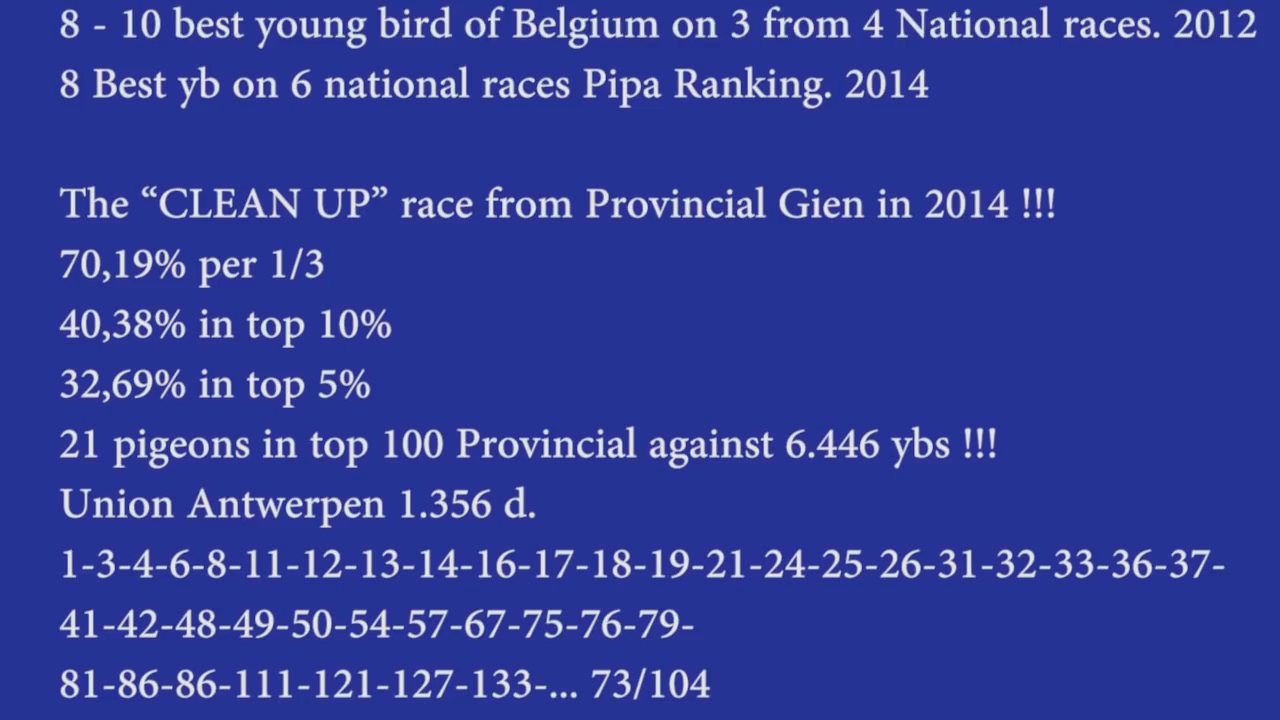 8 - 10 best young bird of Belgium on 3 from 4 National races. 2012
8 Best yb on 6 national races Pipa Ranking. 2014
The “CLEAN UP” race from Provincial Gien in 2014 !!!
70,19% per 1/3
40,38% in top 10%
32,69% in top 5%
21 pigeons in top 100 Provincial against 6.446 ybs !!!
Union Antwerpen 1.356 d.
1-3-4-6-8-11-12-13-14-16-17-18-19-21-24-25-26-31-32-33-36-37-
41-42-48-49-50-54-57-67-75-76-79-
81-86-86-111-121-127-133-... 73/104